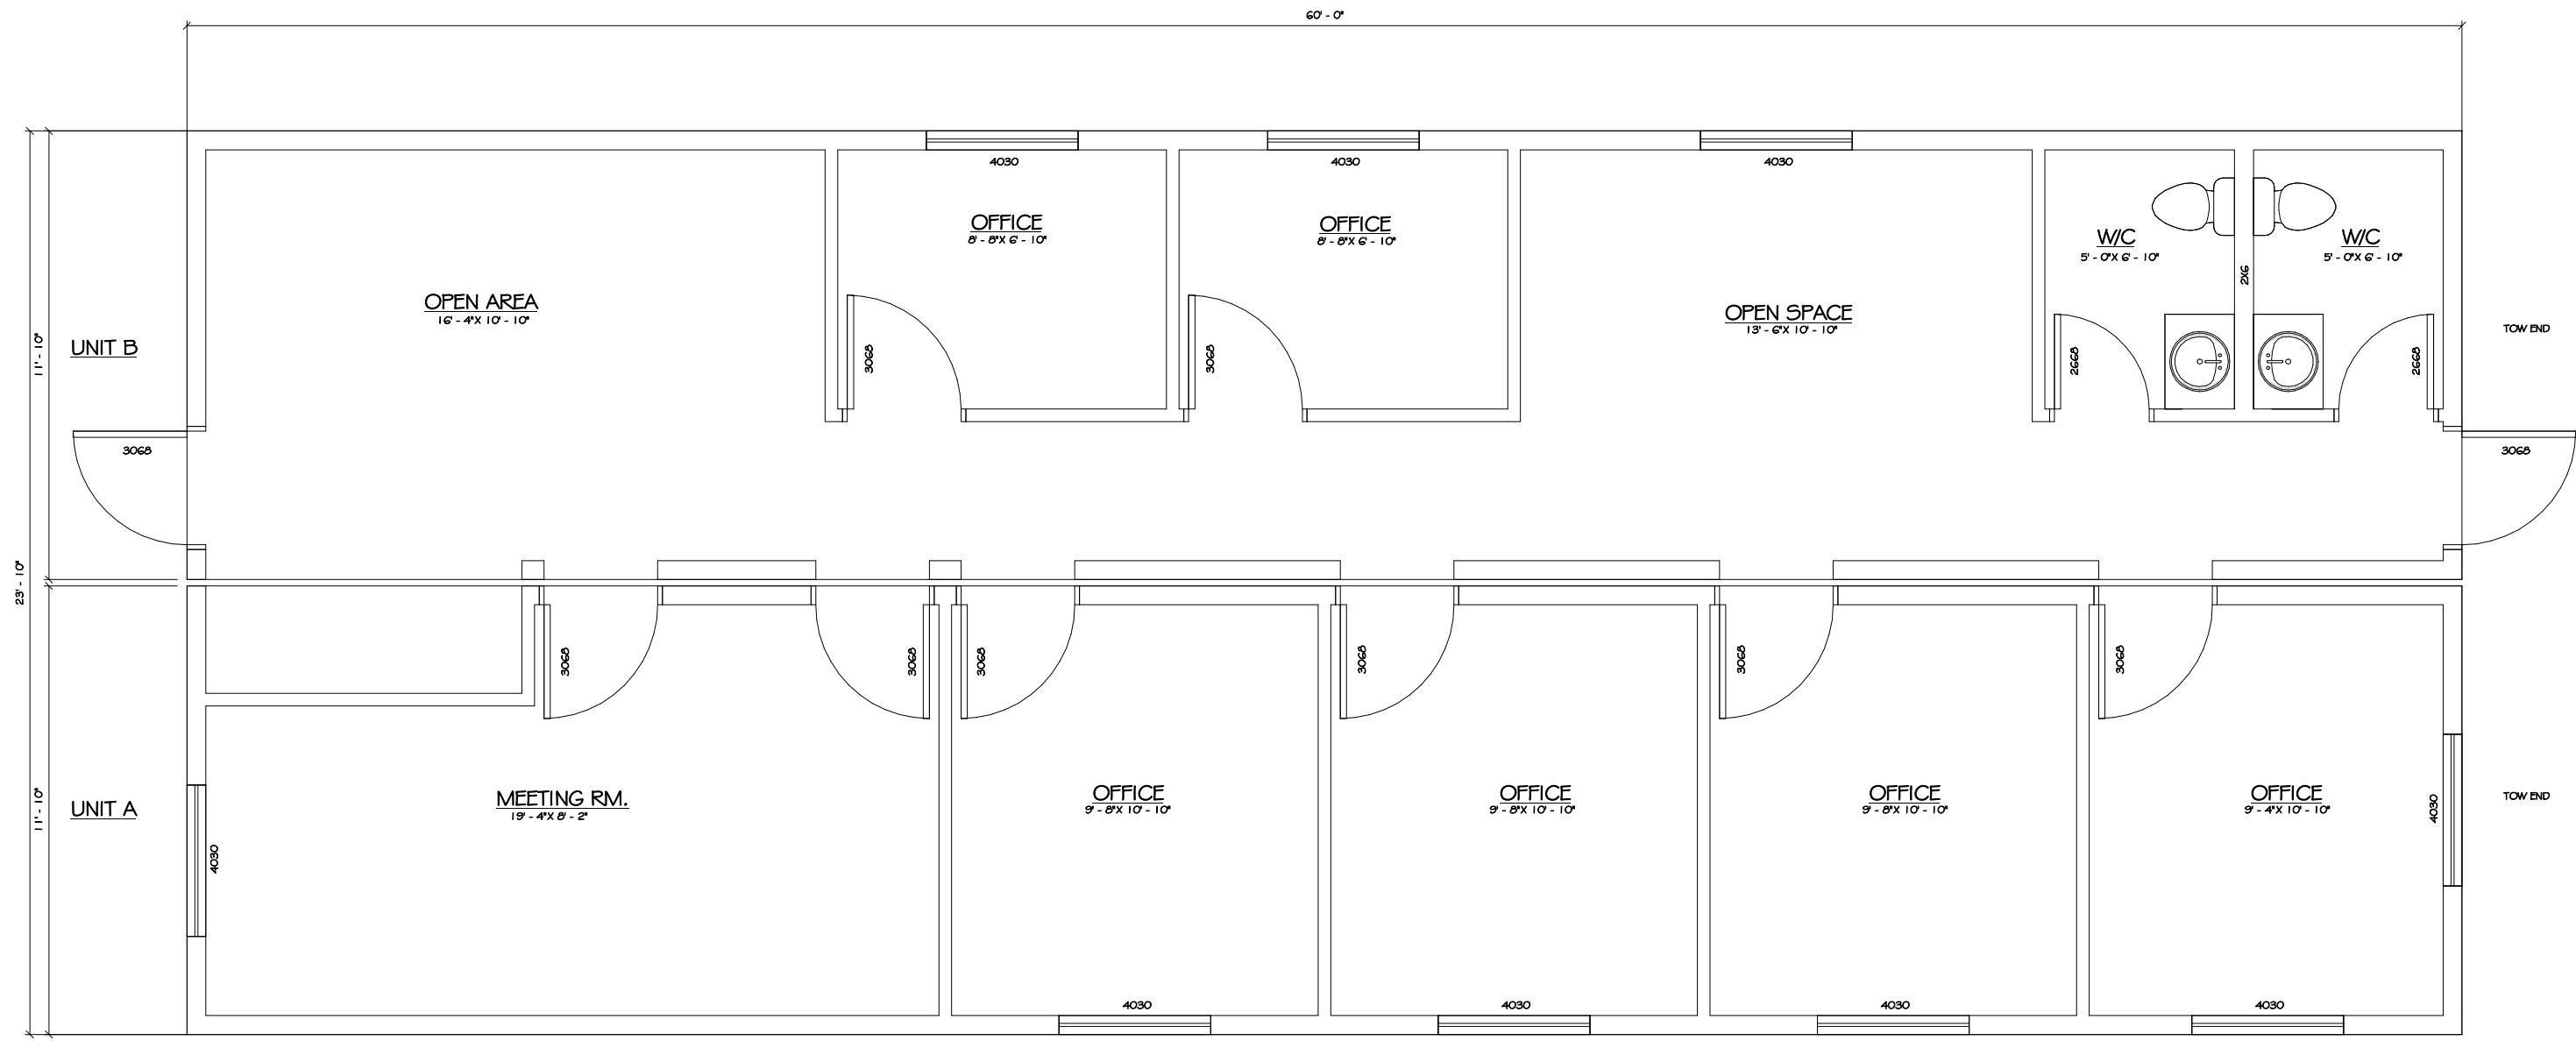 60' - 0"
4030
4030
4030
OFFICE
8' - 8"X 6' - 10"
OFFICE
8' - 8"X 6' - 10"
W/C
5' - 0"X 6' - 10"
2X6
W/C
5' - 0"X 6' - 10"
OPEN AREA
16' - 4"X 10' - 10"
OPEN SPACE
13' - 6"X 10' - 10"
TOW END
UNIT B
11' - 10"
3068
3068
2668
2668
3068
3068
23' - 10"
3068
3068
3068
3068
3068
3068
UNIT A
11' - 10"
MEETING RM.
19' - 4"X 8' - 2"
OFFICE
9' - 8"X 10' - 10"
OFFICE
9' - 8"X 10' - 10"
OFFICE
9' - 8"X 10' - 10"
OFFICE
9' - 4"X 10' - 10"
4030
TOW END
4030
4030
4030
4030
4030